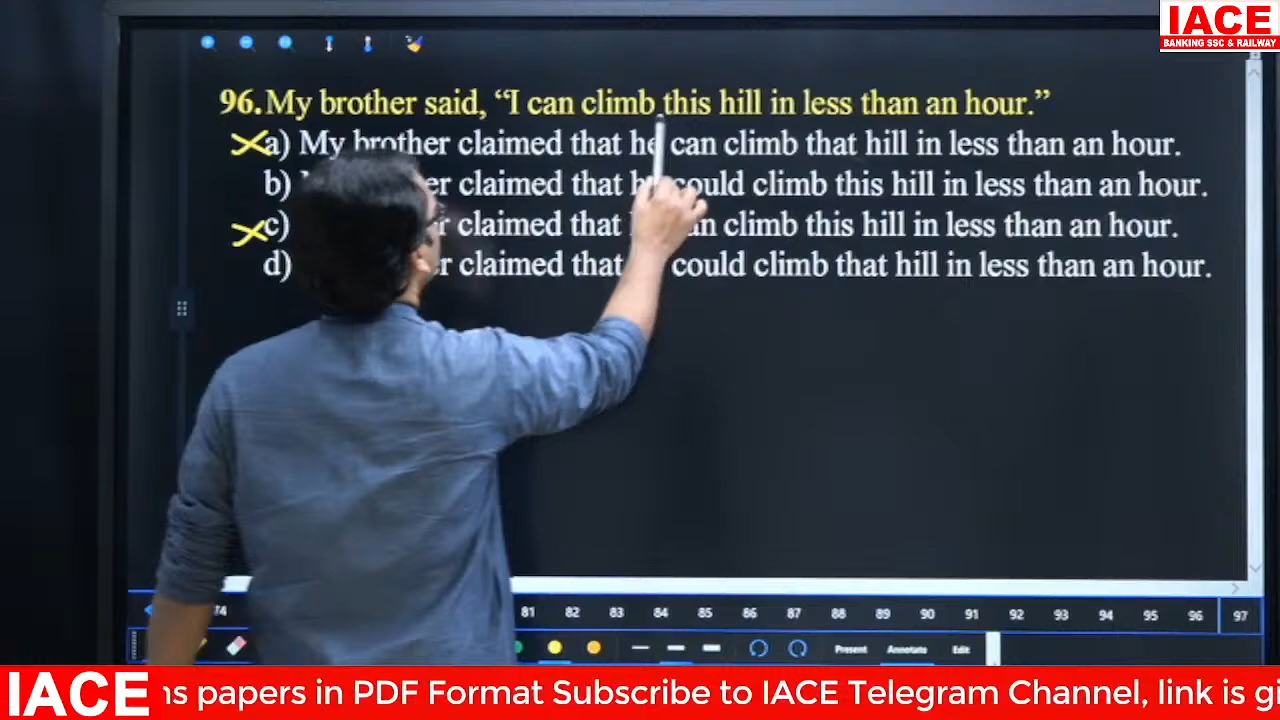 IACE
BANKING SSC & RAILWAY
96. My brother said, “I can climb this hill in less than an hour.”
a) My brother claimed that he can climb that hill in less than an hour.
b) er claimed that could climb this hill in less than an hour.
c) r claimed that an climb this hill in less than an hour.
d) er claimed that could climb that hill in less than an hour.
74 81 82 83 84 85 86 87 88 89 90 91 92 93 94 95 96 97
Present Annotate Edit
IACE ns papers in PDF Format Subscribe to IACE Telegram Channel, link is gi